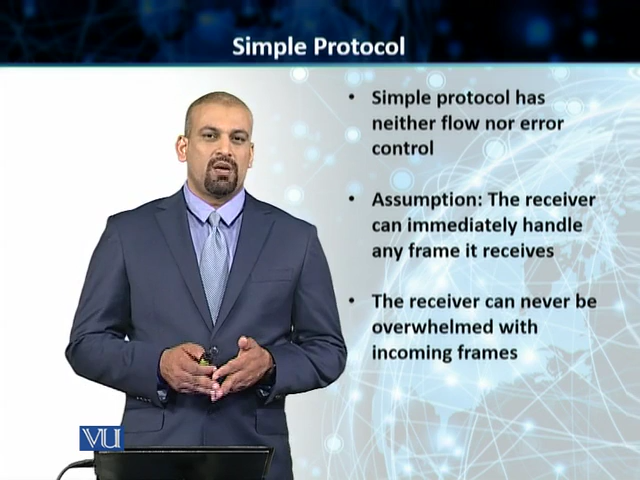 Simple Protocol
• Simple protocol has
neither flow nor error
control
• Assumption: The receiver
can immediately handle
any frame it receives
• The receiver can never be
overwhelmed with
incoming frames
VU